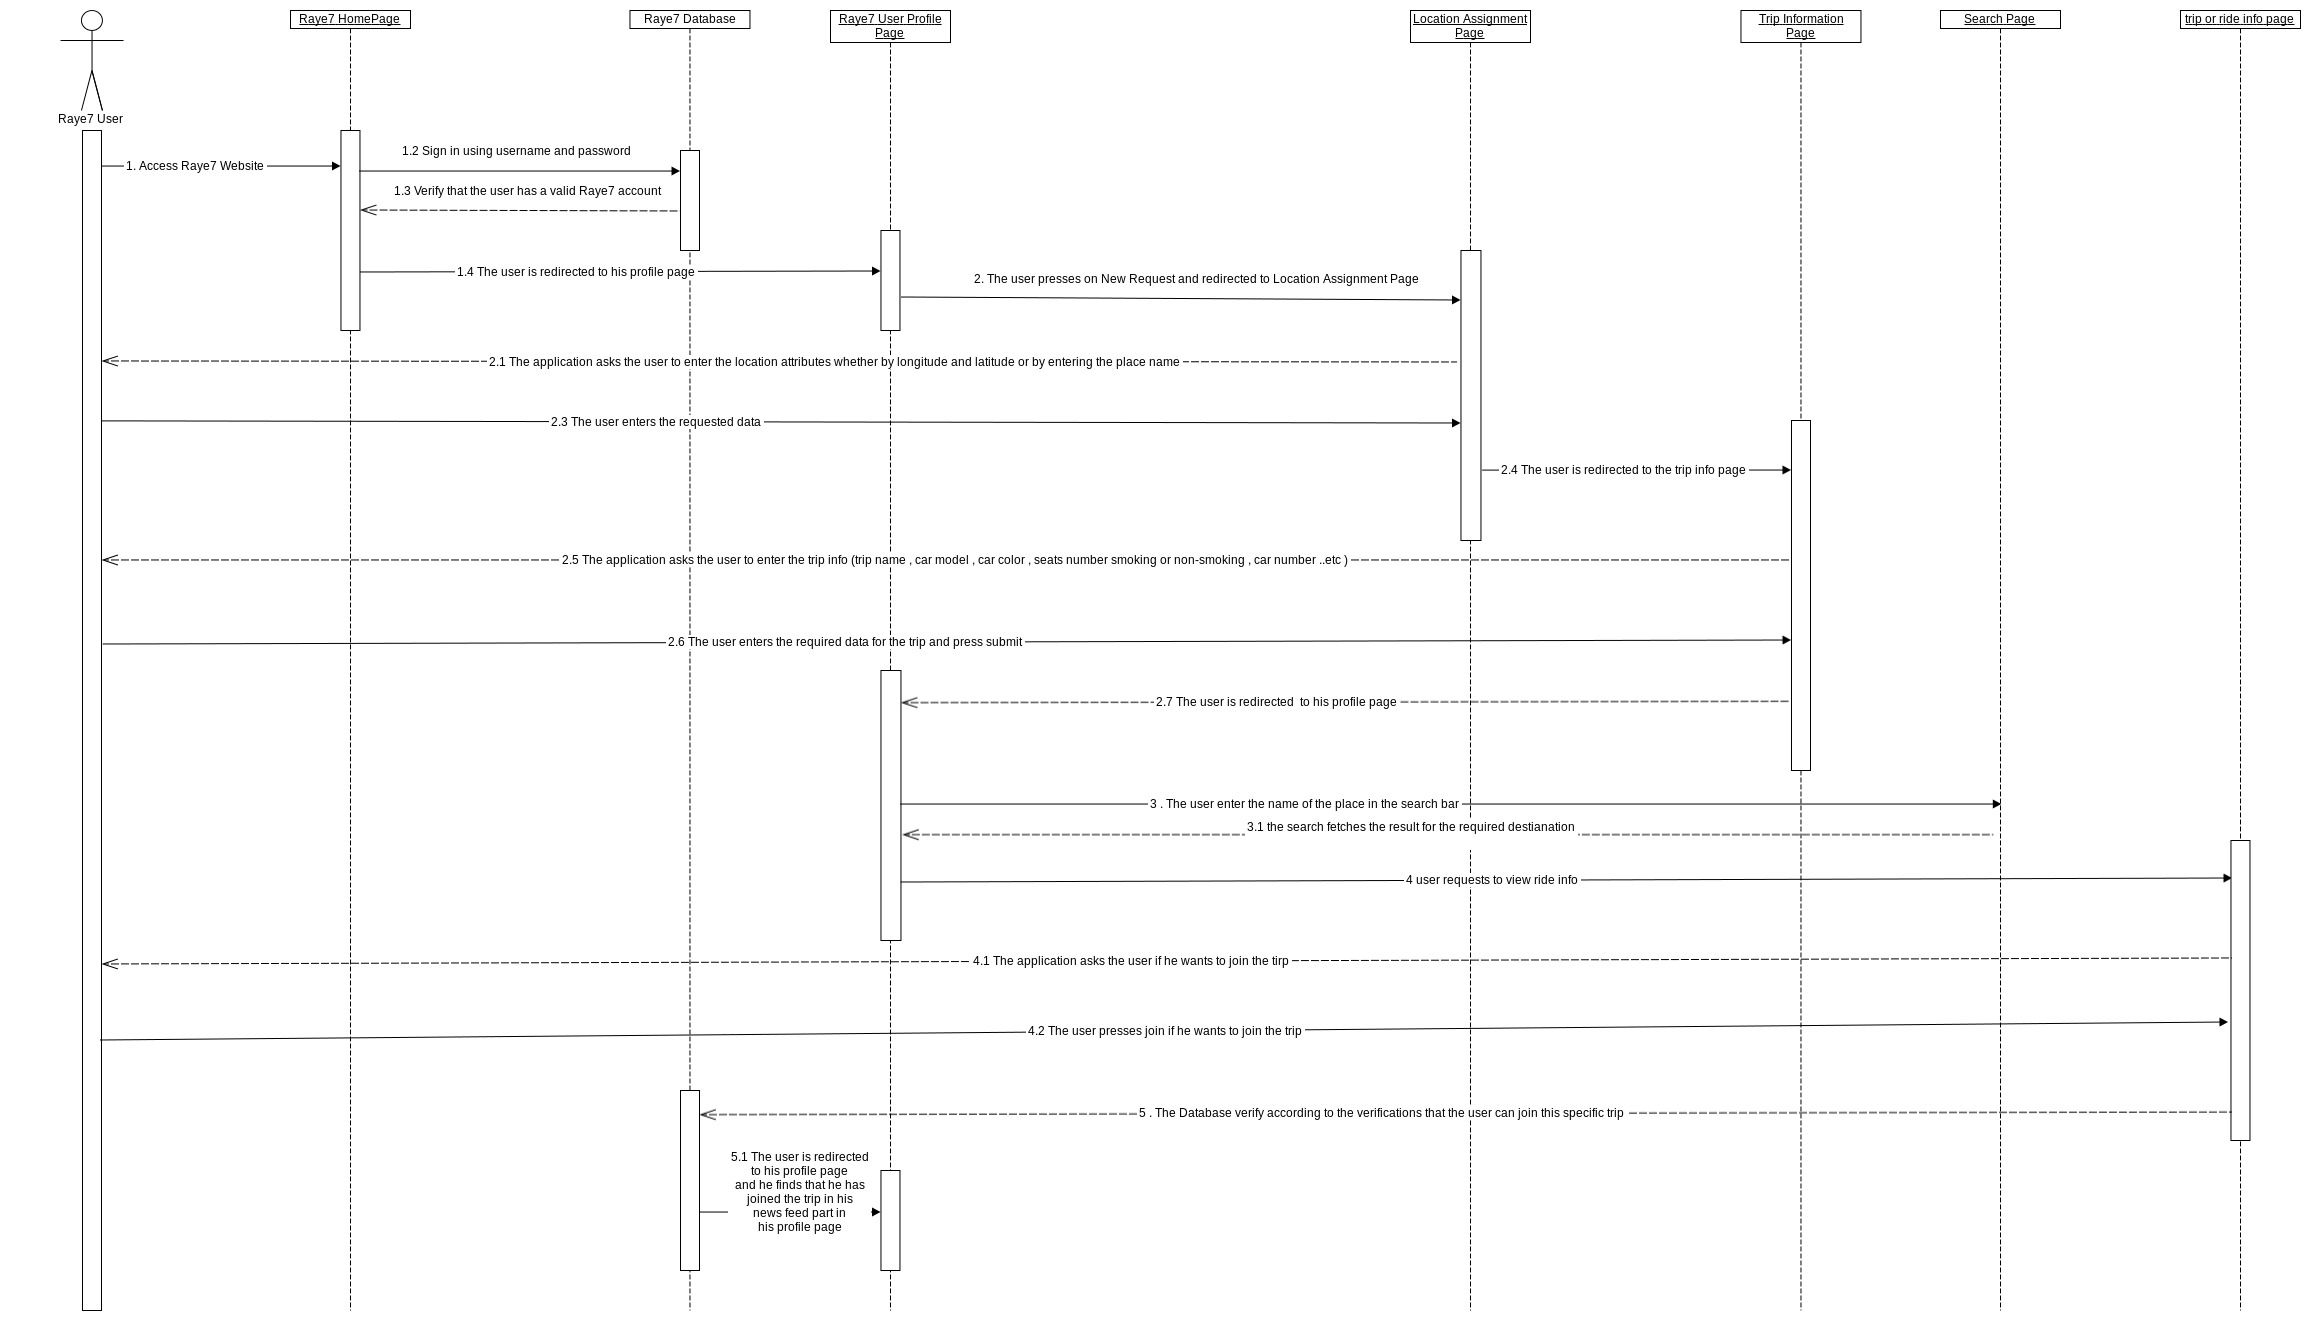 Raye7 HomePage
Raye7 Database
Raye7 User Profile
Page
Location Assignment
Page
Trip Information
Page
Search Page
trip or ride info page
Raye7 User
1. Access Raye7 Website
1.2 Sign in using username and password
1.3 Verify that the user has a valid Raye7 account
1.4 The user is redirected to his profile page
2. The user presses on New Request and redirected to Location Assignment Page
2.1 The application asks the user to enter the location attributes whether by longitude and latitude or by entering the place name
2.3 The user enters the requested data
2.4 The user is redirected to the trip info page
2.5 The application asks the user to enter the trip info (trip name , car model , car color , seats number smoking or non-smoking , car number ..etc )
2.6 The user enters the required data for the trip and press submit
2.7 The user is redirected  to his profile page
3 . The user enter the name of the place in the search bar
3.1 the search fetches the result for the required destianation
4 user requests to view ride info
4.1 The application asks the user if he wants to join the tirp
4.2 The user presses join if he wants to join the trip
5 . The Database verify according to the verifications that the user can join this specific trip
5.1 The user is redirected
to his profile page
and he finds that he has
joined the trip in his
news feed part in
his profile page